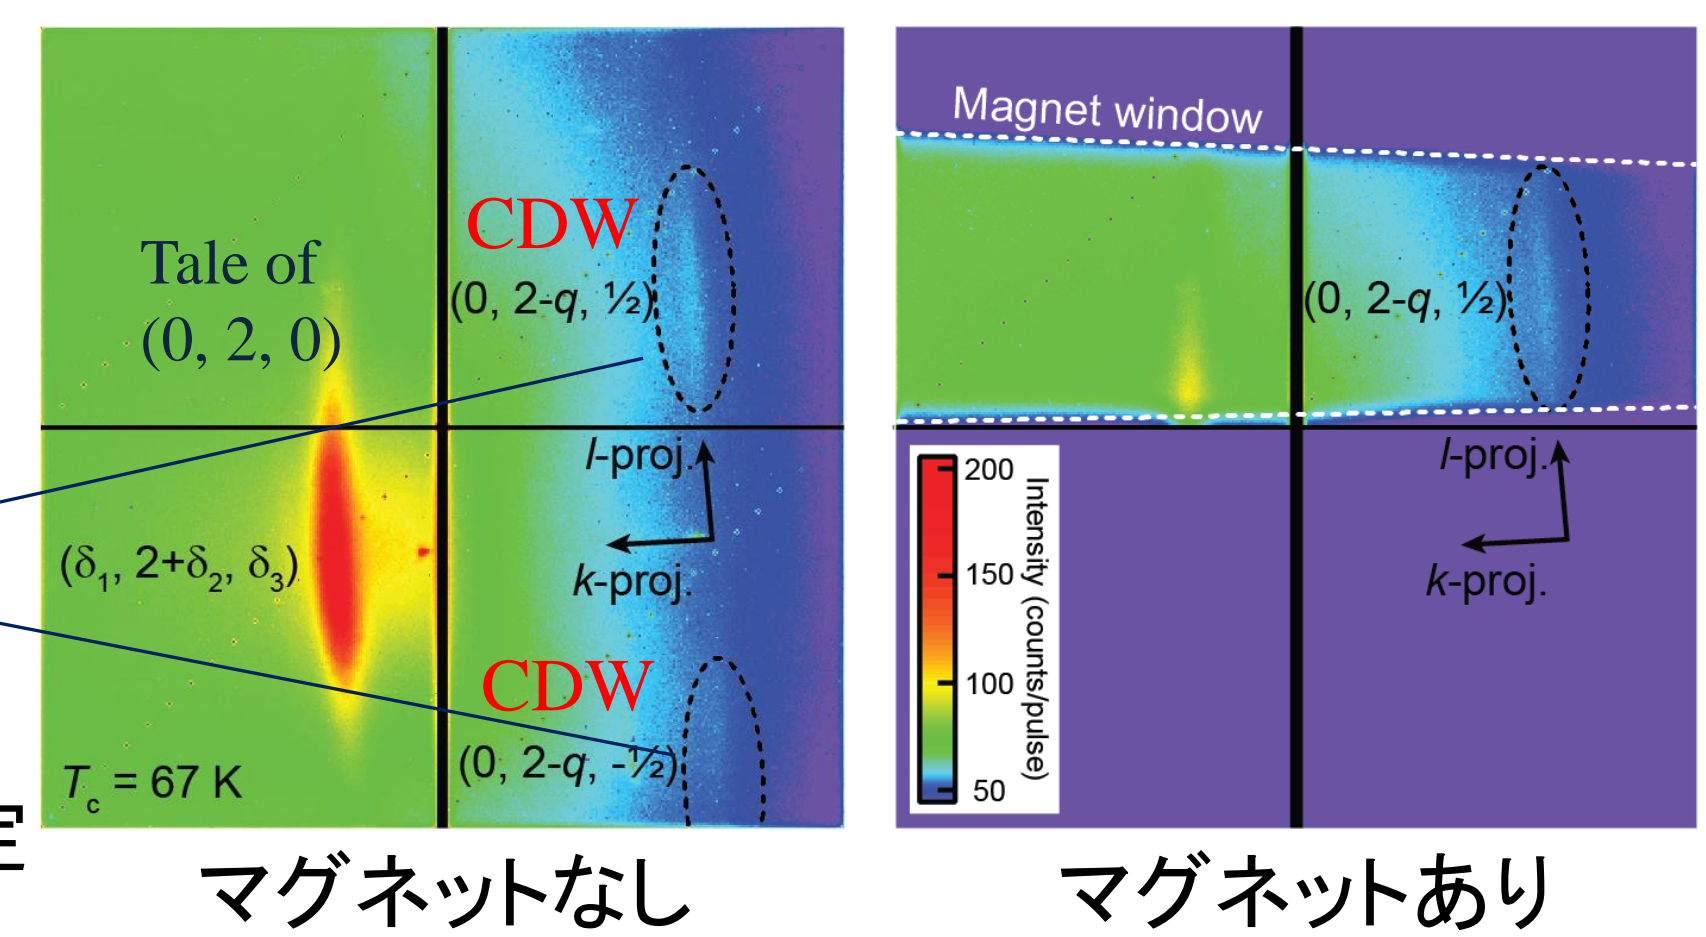 Tale of
(0, 2, 0)
CDW
(0, 2-q, ½)
l-proj.
k-proj.
(δ1, 2+δ2, δ3)
CDW
(0, 2-q, -½)
Tc = 67 K
定
マグネットなし
Magnet window
(0, 2-q, ½)
l-proj.
k-proj.
200
150
100
50
Intensity (counts/pulse)
マグネットあり